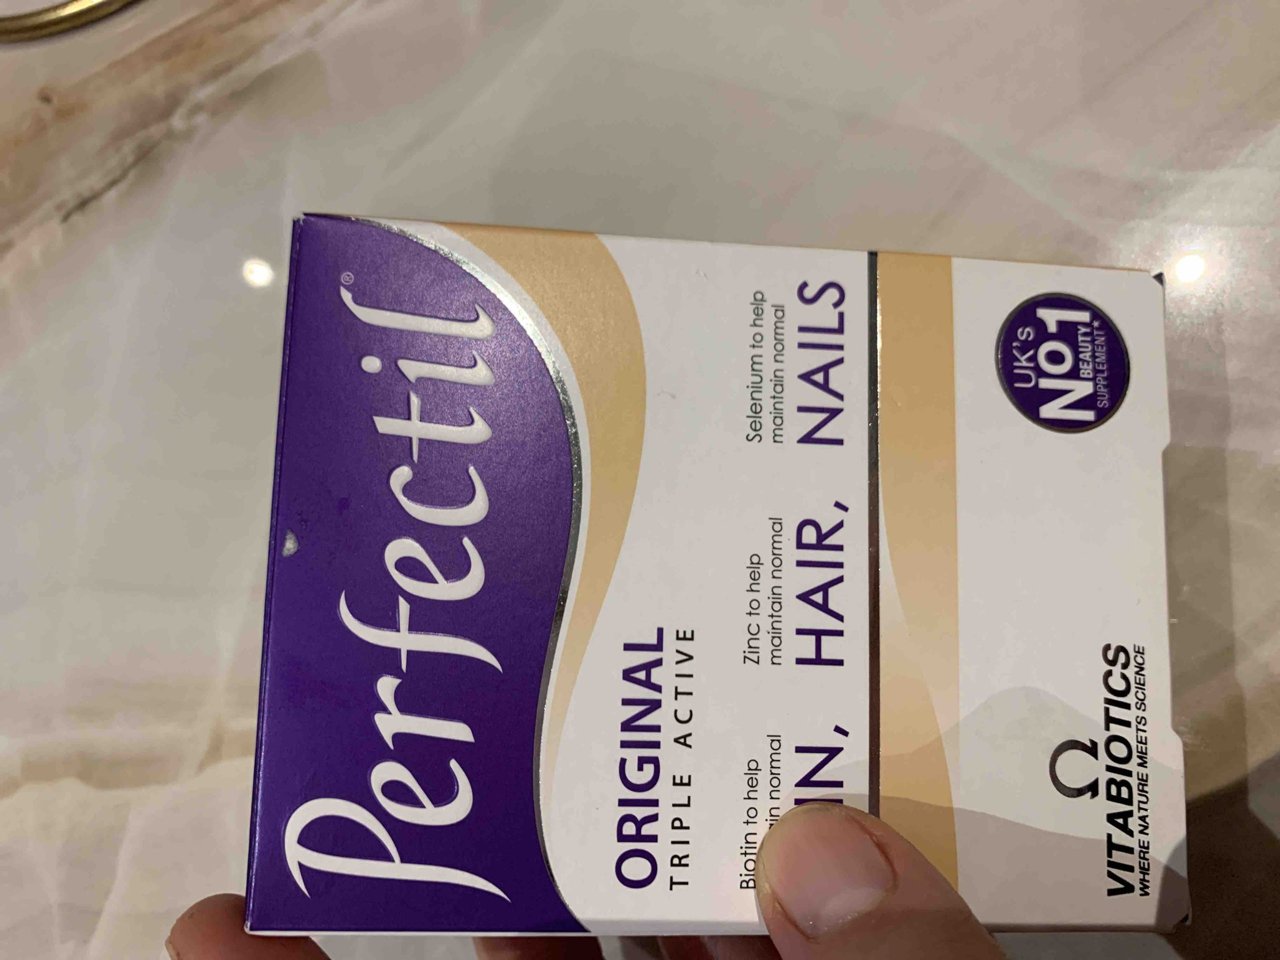 Perfectil®
ORIGINAL
TRIPLE ACTIVE
Biotin to help
normal
Zinc to help
maintain normal
Selenium to help
maintain normal
HAIR, NAILS
UK's
No1
BEAUTY
SUPPLEMENT*
VITABIOTICS
WHERE NATURE MEETS SCIENCE